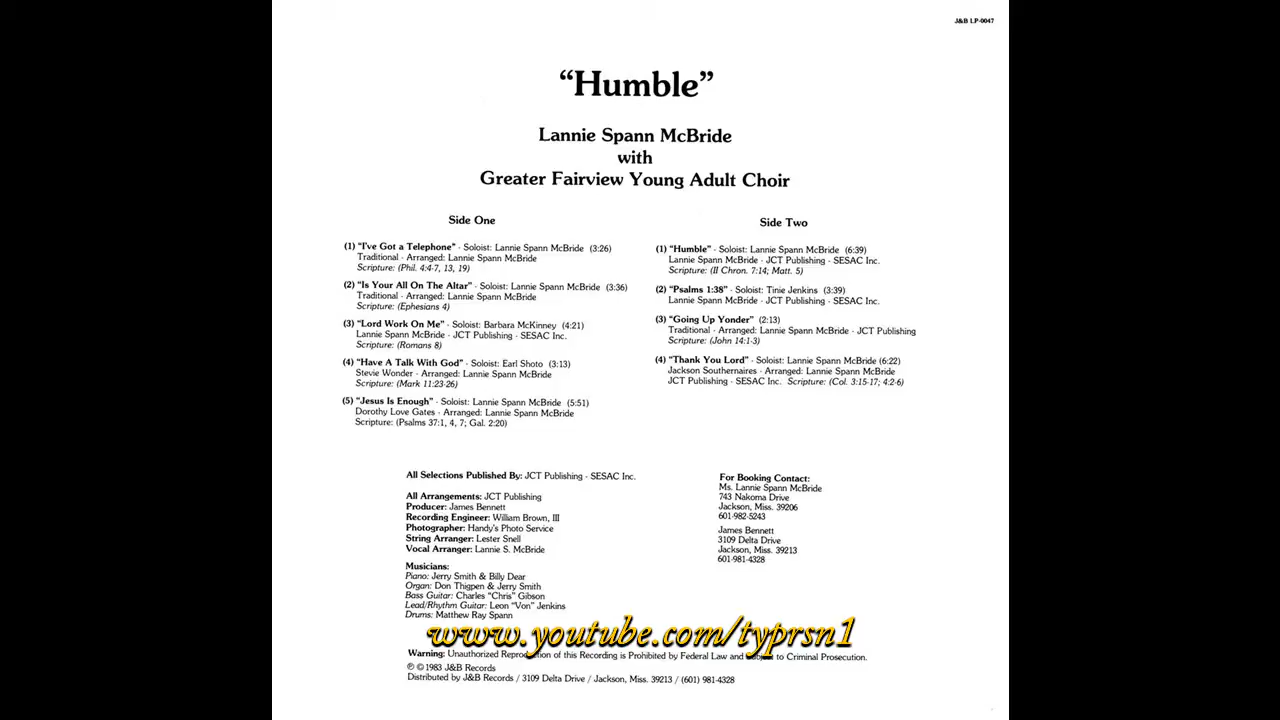 J&B LP-0047
“Humble”
Lannie Spann McBride
with
Greater Fairview Young Adult Choir
Side One
(1) “I've Got a Telephone” - Soloist: Lannie Spann McBride (3:26)
Traditional - Arranged: Lannie Spann McBride
Scripture: (Phil. 4:4-7, 13, 19)
(2) “Is Your All On The Altar” - Soloist: Lannie Spann McBride (3:36)
Traditional - Arranged: Lannie Spann McBride
Scripture: (Ephesians 4)
(3) “Lord Work On Me” - Soloist: Barbara McKinney (4:21)
Lannie Spann McBride - JCT Publishing - SESAC Inc.
Scripture: (Romans 8)
(4) “Have A Talk With God” - Soloist: Earl Shoto (3:13)
Stevie Wonder - Arranged: Lannie Spann McBride
Scripture: (Mark 11:23-26)
(5) “Jesus Is Enough” - Soloist: Lannie Spann McBride (5:51)
Dorothy Love Gates - Arranged: Lannie Spann McBride
Scripture: (Psalms 37:1, 4, 7; Gal. 2:20)
Side Two
(1) “Humble” - Soloist: Lannie Spann McBride (6:39)
Lannie Spann McBride - JCT Publishing - SESAC Inc.
Scripture: (II Chron. 7:14; Matt. 5)
(2) “Psalms 1:38” - Soloist: Tinie Jenkins (3:39)
Lannie Spann McBride - JCT Publishing - SESAC Inc.
(3) “Going Up Yonder” (2:13)
Traditional - Arranged: Lannie Spann McBride - JCT Publishing
Scripture: (John 14:1-3)
(4) “Thank You Lord” - Soloist: Lannie Spann McBride (6:22)
Jackson Southernaires - Arranged: Lannie Spann McBride
JCT Publishing - SESAC Inc. Scripture: (Col. 3:15-17; 4:2-6)
All Selections Published By: JCT Publishing - SESAC Inc.
All Arrangements: JCT Publishing
Producer: James Bennett
Recording Engineer: William Brown, III
Photographer: Handy's Photo Service
String Arranger: Lester Snell
Vocal Arranger: Lannie S. McBride
Musicians:
Piano: Jerry Smith & Billy Dear
Organ: Don Thigpen & Jerry Smith
Bass Guitar: Charles “Chris” Gibson
Lead/Rhythm Guitar: Leon “Von” Jenkins
Drums: Matthew Ray Spann
For Booking Contact:
Ms. Lannie Spann McBride
743 Nakoma Drive
Jackson, Miss. 39206
601-982-5243
James Bennett
3109 Delta Drive
Jackson, Miss. 39213
601-981-4328
www.youtube.com/typrsn1
Warning: Unauthorized Reproduction of this Recording is Prohibited by Federal Law and Subject to Criminal Prosecution.
℗ © 1983 J&B Records
Distributed by J&B Records / 3109 Delta Drive / Jackson, Miss. 39213 / (601) 981-4328